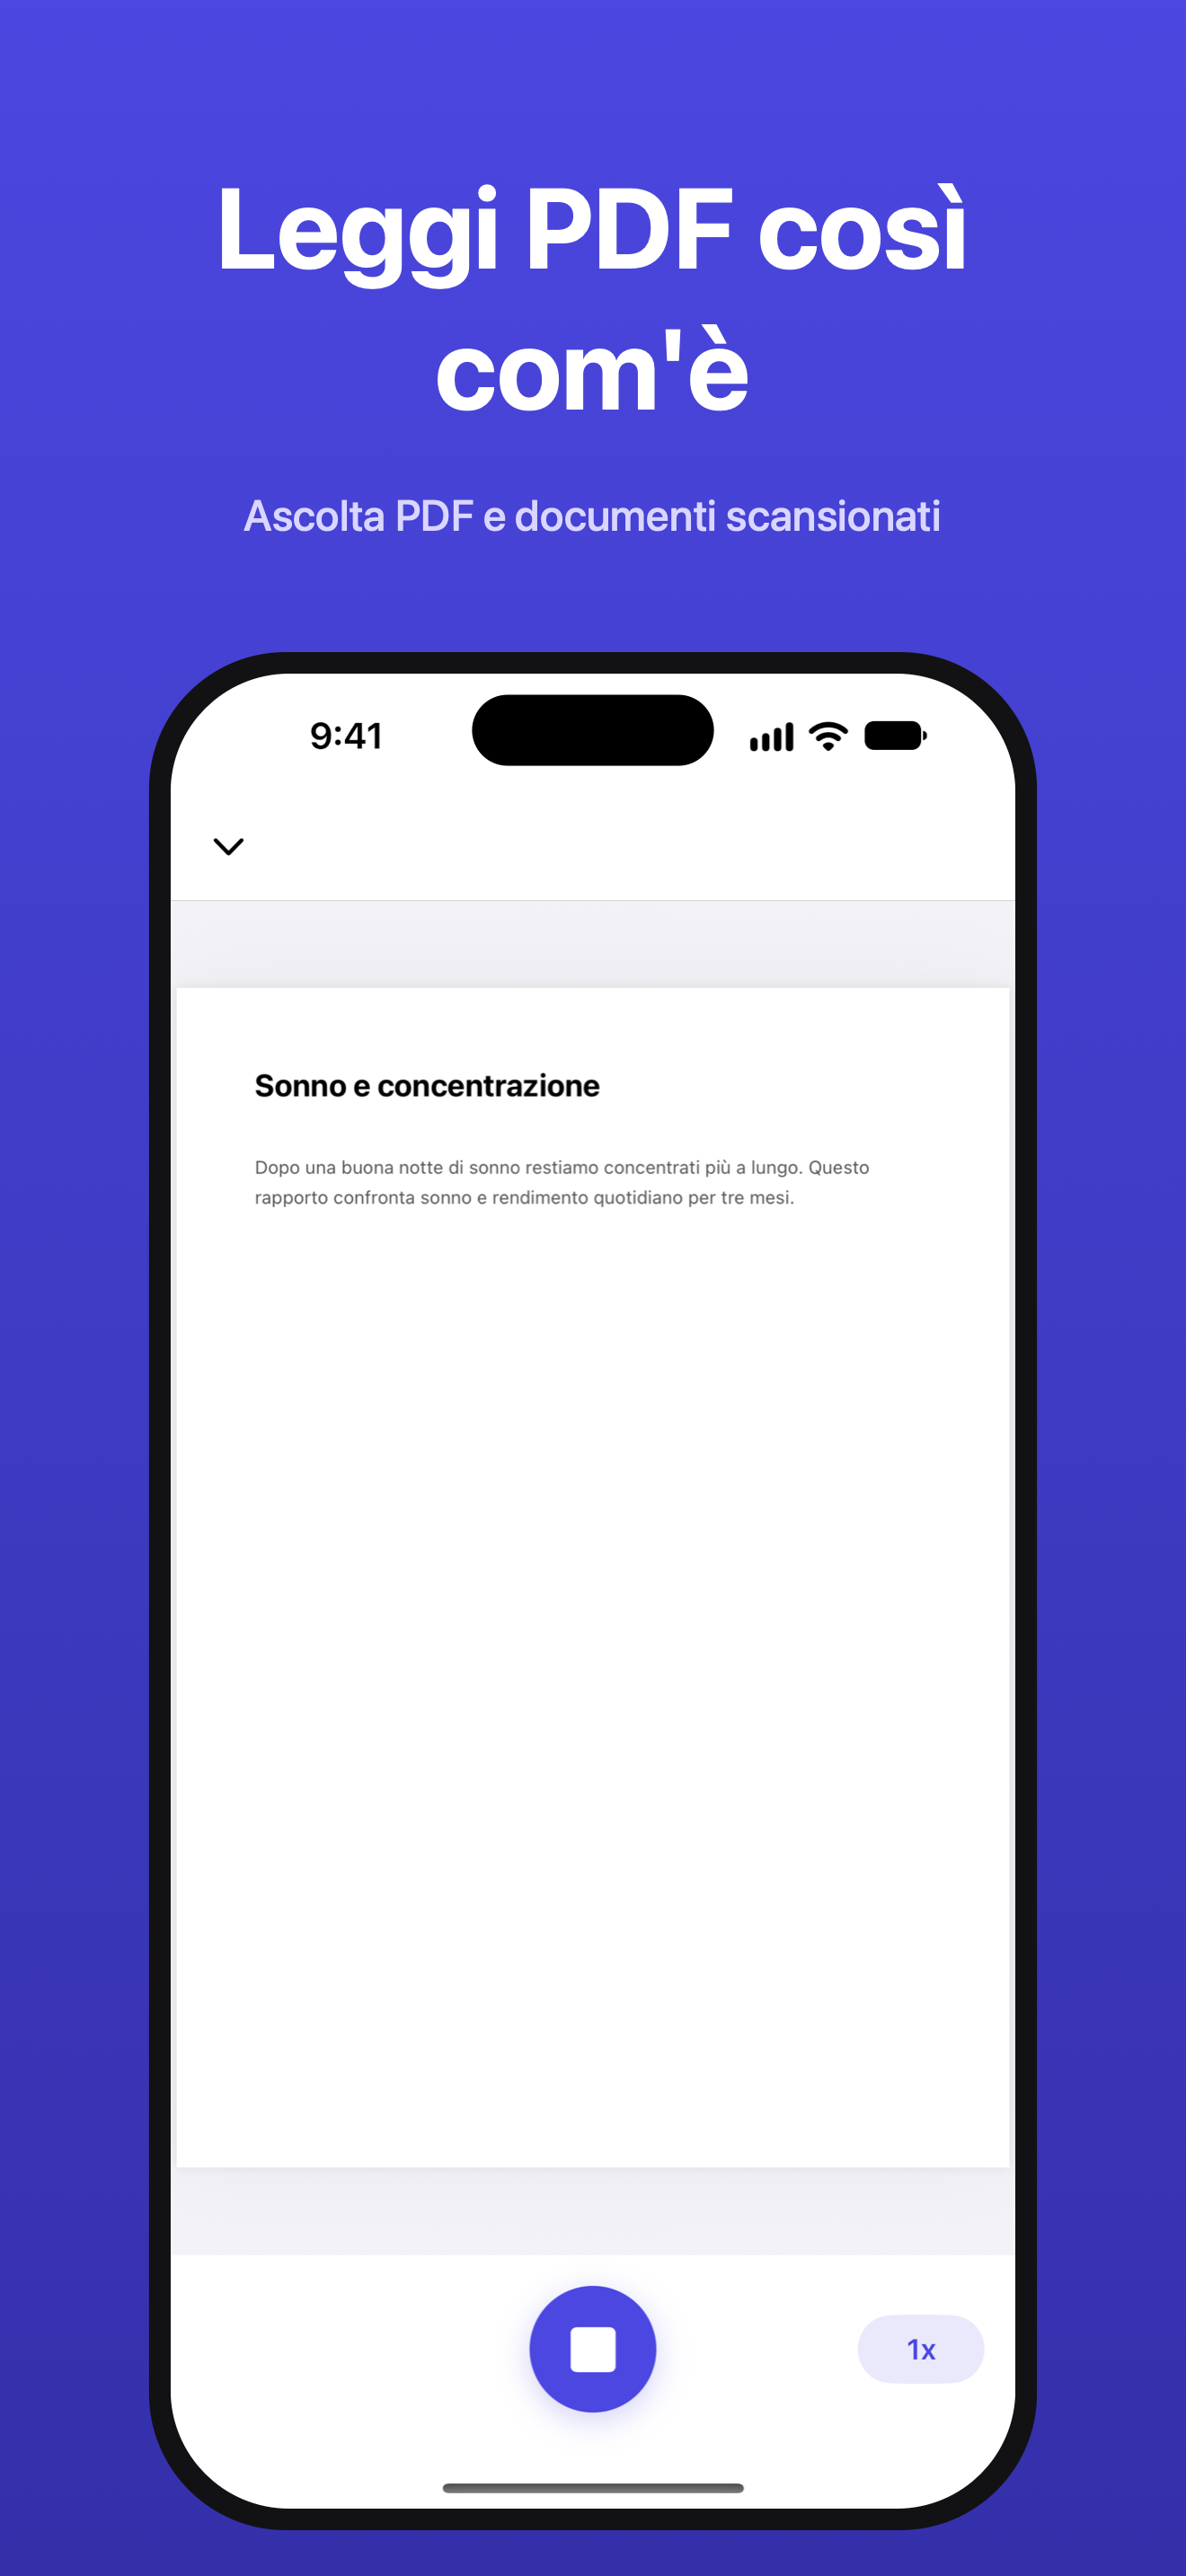 Leggi PDF così
com'è
Ascolta PDF e documenti scansionati
9:41
Sonno e concentrazione
Dopo una buona notte di sonno restiamo concentrati più a lungo. Questo
rapporto confronta sonno e rendimento quotidiano per tre mesi.
1x